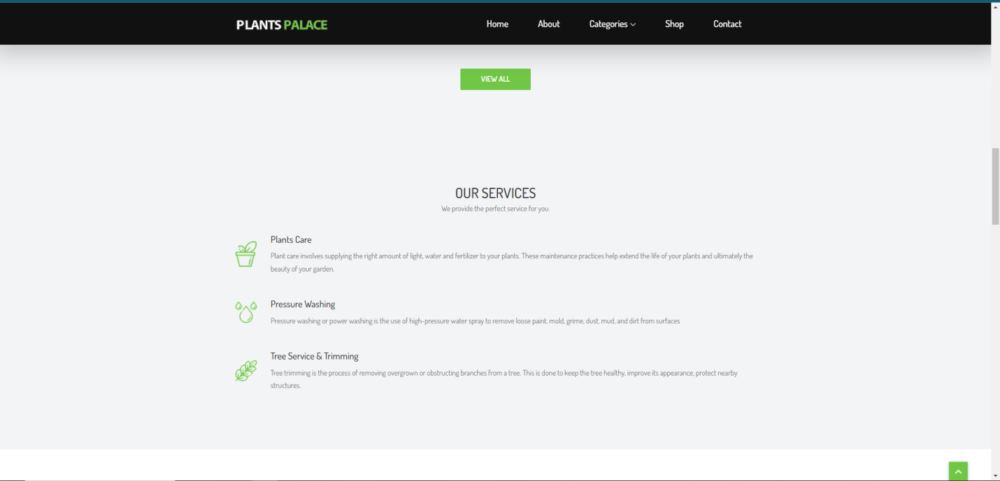 PLANTS PALACE
Home About Categories Shop Contact
VIEW ALL
OUR SERVICES
We provide the perfect service for you.
Plants Care
Plant care involves supplying the right amount of light, water and fertilizer to your plants. These maintenance practices help extend the life of your plants and ultimately the
beauty of your garden.
Pressure Washing
Pressure washing or power washing is the use of high-pressure water spray to remove loose paint, mold, grime, dust, mud, and dirt from surfaces
Tree Service & Trimming
Tree trimming is the process of removing overgrown or obstructing branches from a tree. This is done to keep the tree healthy, improve its appearance, protect nearby
structures.